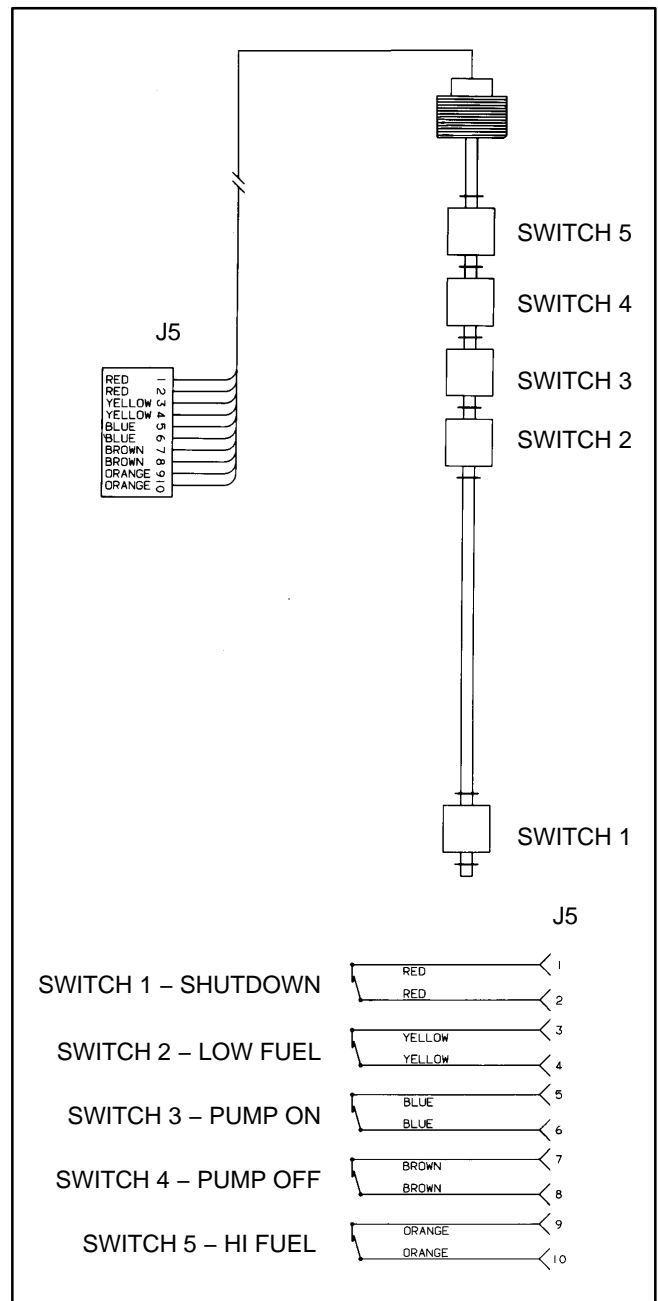 SWITCH 5
SWITCH 4
J5
SWITCH 3
RED 1
RED 2
YELLOW 3
YELLOW 4
BLUE 5
BLUE 6
BROWN 7
BROWN 8
ORANGE 9
ORANGE 10
SWITCH 2
SWITCH 1
J5
SWITCH 1 – SHUTDOWN
RED 1
RED 2
SWITCH 2 – LOW FUEL
YELLOW 3
YELLOW 4
SWITCH 3 – PUMP ON
BLUE 5
BLUE 6
SWITCH 4 – PUMP OFF
BROWN 7
BROWN 8
SWITCH 5 – HI FUEL
ORANGE 9
ORANGE 10